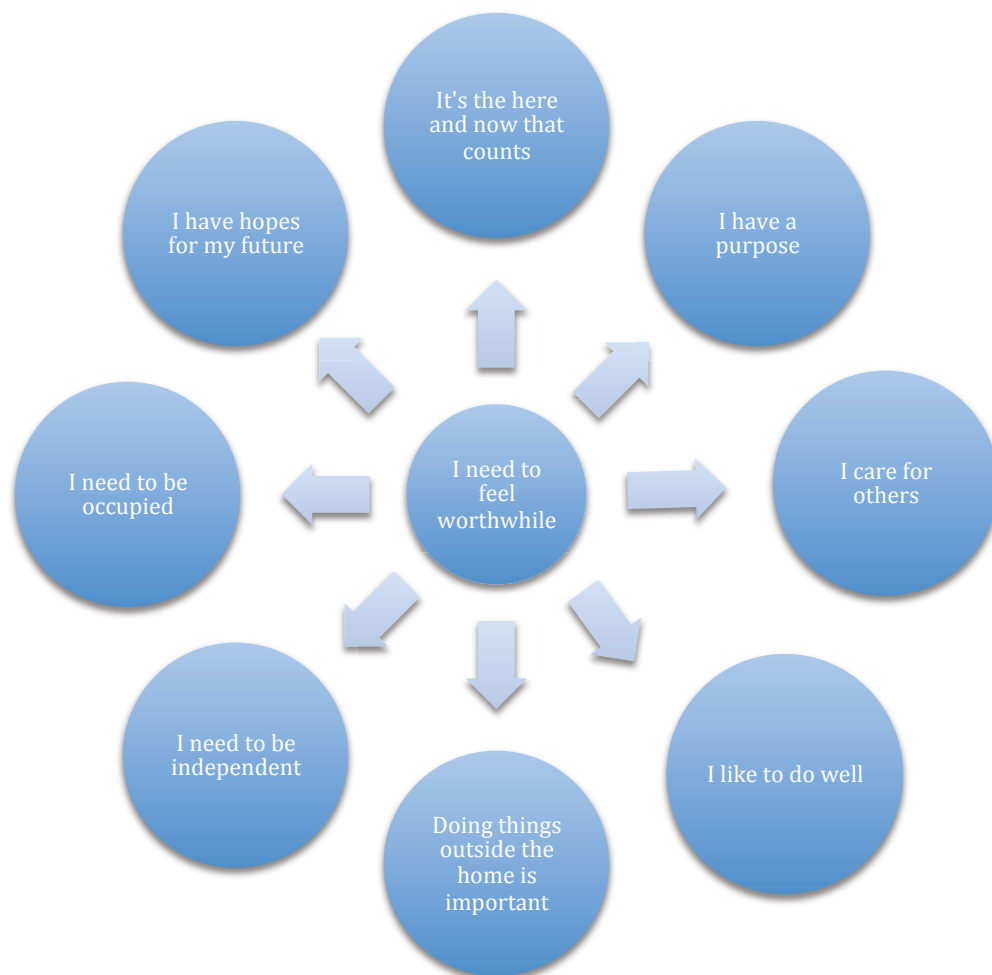 It's the here
and now that
counts
I have hopes
for my future
I have a
purpose
I need to be
occupied
I need to
feel
worthwhile
I care for
others
I need to be
independent
I like to do well
Doing things
outside the
home is
important